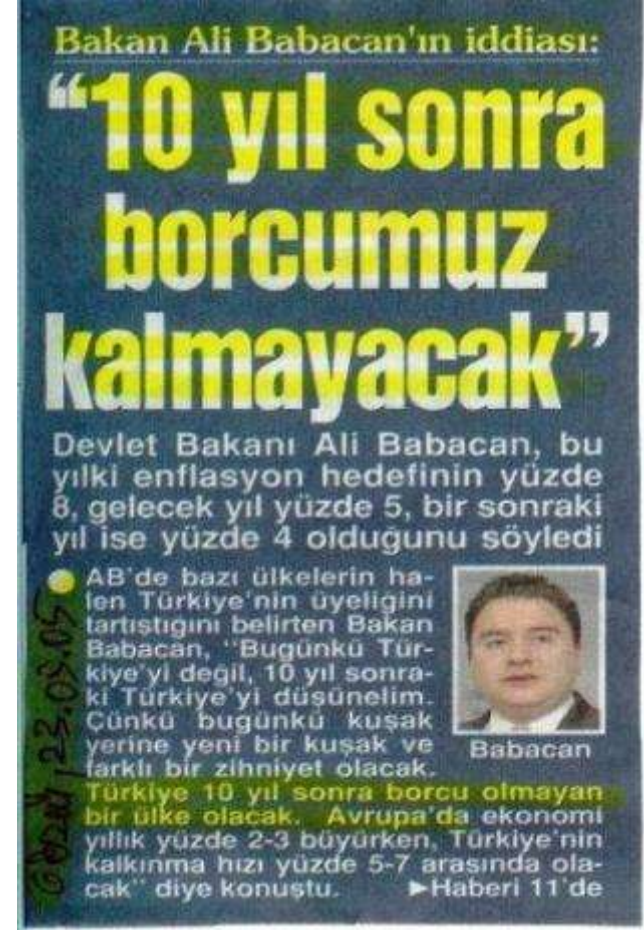 Bakan Ali Babacan'ın iddiası:
“10 yıl sonra
borcumuz
kalmayacak”
Devlet Bakanı Ali Babacan, bu
yılki enflasyon hedefinin yüzde
8, gelecek yıl yüzde 5, bir sonraki
yıl ise yüzde 4 olduğunu söyledi
AB'de bazı ülkelerin ha-
len Türkiye'nin üyeliğini
tartıştığını belirten Bakan
Babacan, "Bugünkü Tür-
kiye'yi değil, 10 yıl sonra-
ki Türkiye'yi düşünelim.
Çünkü bugünkü kuşak
yerine yeni bir kuşak ve
farklı bir zihniyet olacak.
Türkiye 10 yıl sonra borcu olmayan
bir ülke olacak. Avrupa'da ekonomi
yıllık yüzde 2-3 büyürken, Türkiye'nin
kalkınma hızı yüzde 5-7 arasında ola-
cak" diye konuştu. ►Haberi 11'de
Babacan
23.03.05